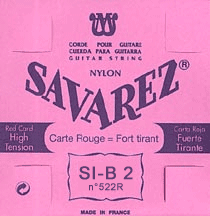 CORDE POUR GUITARE
CUERDA PARA GUITARRA
GUITAR STRING
NYLON
SAVAREZ®
Red Card
High
Tension
Carte Rouge = Fort tirant
Carta Roja
Fuerte
Tirante
SI-B 2
n°522R
MADE IN FRANCE